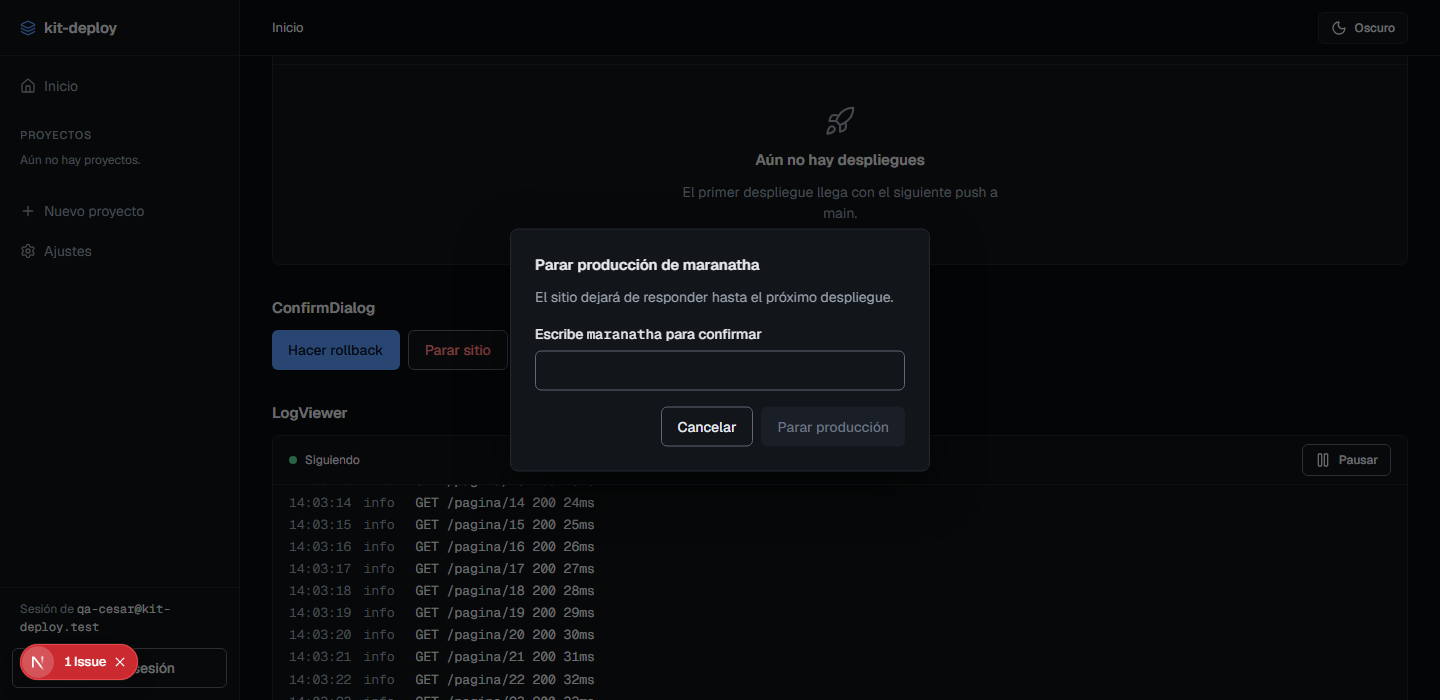 kit-deploy
Inicio
Oscuro
Inicio
PROYECTOS
Aún no hay proyectos.
Nuevo proyecto
Ajustes
Aún no hay despliegues
El primer despliegue llega con el siguiente push a
main.
ConfirmDialog
Hacer rollback
Parar sitio
Parar producción de maranatha
El sitio dejará de responder hasta el próximo despliegue.
Escribe maranatha para confirmar
Cancelar
Parar producción
LogViewer
Siguiendo
Pausar
14:03:14 info GET /pagina/14 200 24ms
14:03:15 info GET /pagina/15 200 25ms
14:03:16 info GET /pagina/16 200 26ms
14:03:17 info GET /pagina/17 200 27ms
14:03:18 info GET /pagina/18 200 28ms
14:03:19 info GET /pagina/19 200 29ms
14:03:20 info GET /pagina/20 200 30ms
14:03:21 info GET /pagina/21 200 31ms
14:03:22 info GET /pagina/22 200 32ms
Sesión de qa-cesar@kit-
deploy.test
N 1 Issue
sesión